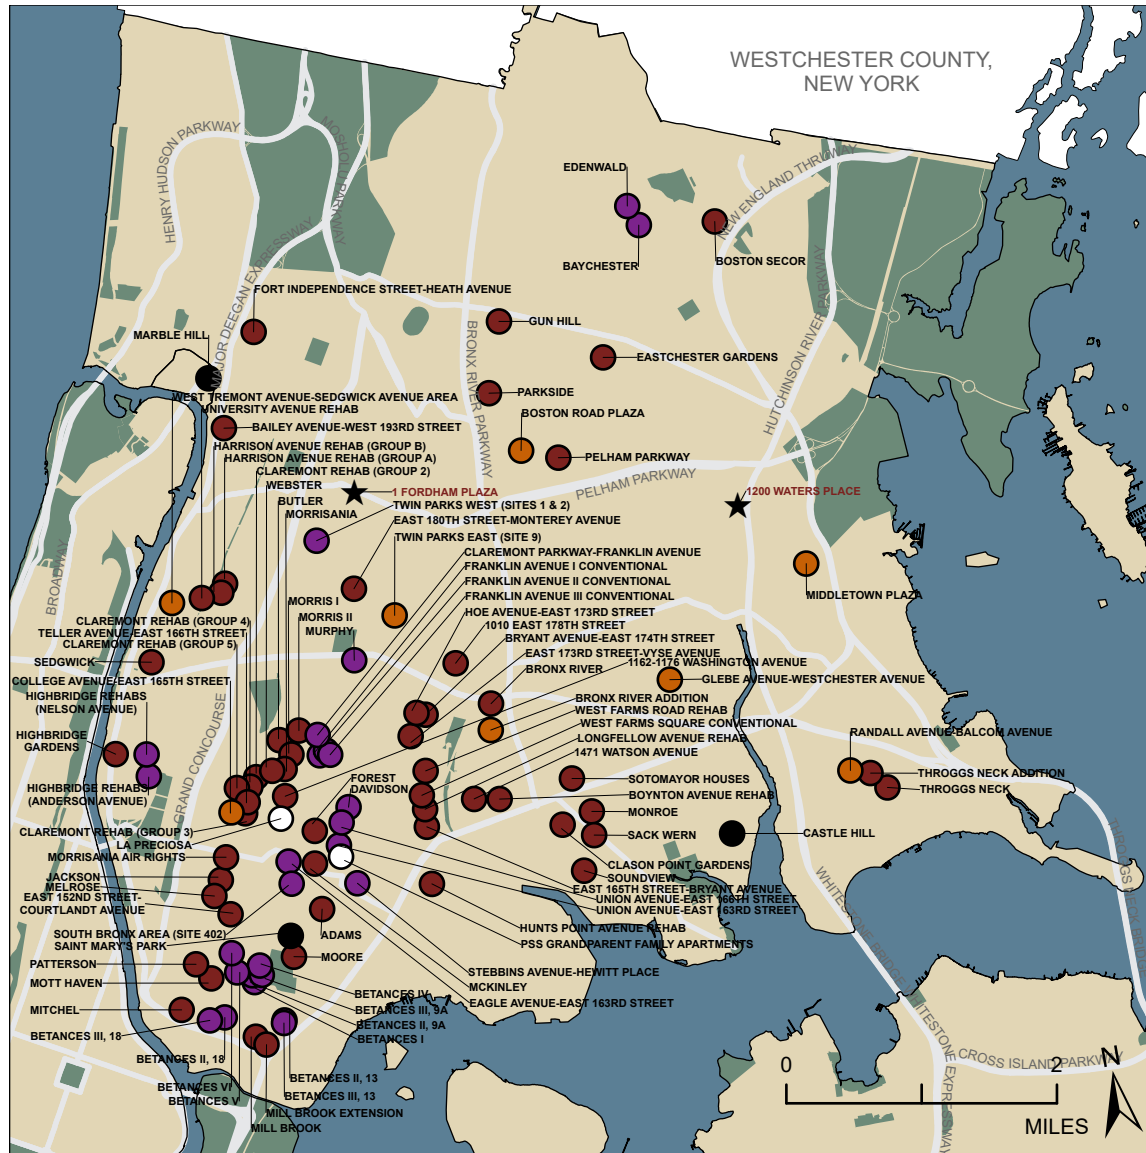 WESTCHESTER COUNTY,
NEW YORK
HENRY HUDSON PARKWAY
MOSHOLU PARKWAY
NEW ENGLAND THRUWAY
EDENWALD
BAYCHESTER
BOSTON SECOR
MAJOR DEEGAN EXPRESSWAY
FORT INDEPENDENCE STREET-HEATH AVENUE
GUN HILL
BRONX RIVER PARKWAY
HUTCHINSON RIVER PARKWAY
MARBLE HILL
EASTCHESTER GARDENS
PARKSIDE
WEST TREMONT AVENUE-SEDGWICK AVENUE AREA
UNIVERSITY AVENUE REHAB
BOSTON ROAD PLAZA
BAILEY AVENUE-WEST 193RD STREET
HARRISON AVENUE REHAB (GROUP B)
HARRISON AVENUE REHAB (GROUP A)
PELHAM PARKWAY
CLAREMONT REHAB (GROUP 2)
PELHAM PARKWAY
WEBSTER
1 FORDHAM PLAZA
1200 WATERS PLACE
BUTLER
TWIN PARKS WEST (SITES 1 & 2)
MORRISANIA
EAST 180TH STREET-MONTEREY AVENUE
TWIN PARKS EAST (SITE 9)
CLAREMONT PARKWAY-FRANKLIN AVENUE
FRANKLIN AVENUE I CONVENTIONAL
FRANKLIN AVENUE II CONVENTIONAL
FRANKLIN AVENUE III CONVENTIONAL
BROADWAY
MIDDLETOWN PLAZA
MORRIS I
HOE AVENUE-EAST 173RD STREET
MORRIS II
CLAREMONT REHAB (GROUP 4)
1010 EAST 178TH STREET
TELLER AVENUE-EAST 166TH STREET
MURPHY
BRYANT AVENUE-EAST 174TH STREET
CLAREMONT REHAB (GROUP 5)
EAST 173RD STREET-VYSE AVENUE
SEDGWICK
1162-1176 WASHINGTON AVENUE
BRONX RIVER
COLLEGE AVENUE-EAST 165TH STREET
GLEBE AVENUE-WESTCHESTER AVENUE
HIGHBRIDGE REHABS
(NELSON AVENUE)
BRONX RIVER ADDITION
WEST FARMS ROAD REHAB
WEST FARMS SQUARE CONVENTIONAL
HIGHBRIDGE
GARDENS
GRAND CONCOURSE
LONGFELLOW AVENUE REHAB
RANDALL AVENUE-BALCOM AVENUE
1471 WATSON AVENUE
THROGGS NECK ADDITION
FOREST
SOTOMAYOR HOUSES
HIGHBRIDGE REHABS
(ANDERSON AVENUE)
DAVIDSON
THROGGS NECK
BOYNTON AVENUE REHAB
MONROE
CLAREMONT REHAB (GROUP 3)
SACK WERN
CASTLE HILL
LA PRECIOSA
MORRISANIA AIR RIGHTS
CLASON POINT GARDENS
SOUNDVIEW
JACKSON
MELROSE
EAST 165TH STREET-BRYANT AVENUE
EAST 152ND STREET-
COURTLANDT AVENUE
UNION AVENUE-EAST 166TH STREET
UNION AVENUE-EAST 163RD STREET
THROGS NECK BRIDGE
WHITESTONE BRIDGE
WHITESTONE EXPRESSWAY
SOUTH BRONX AREA (SITE 402)
ADAMS
HUNTS POINT AVENUE REHAB
SAINT MARY'S PARK
PSS GRANDPARENT FAMILY APARTMENTS
PATTERSON
MOORE
STEBBINS AVENUE-HEWITT PLACE
MOTT HAVEN
MCKINLEY
BETANCES IV
EAGLE AVENUE-EAST 163RD STREET
MITCHEL
BETANCES III, 9A
BETANCES II, 9A
BETANCES III, 18
BETANCES I
BETANCES II, 18
CROSS ISLAND PARKWAY
BETANCES II, 13
BETANCES VI
BETANCES III, 13
BETANCES V
MILL BROOK EXTENSION
MILL BROOK
0 2
MILES
N